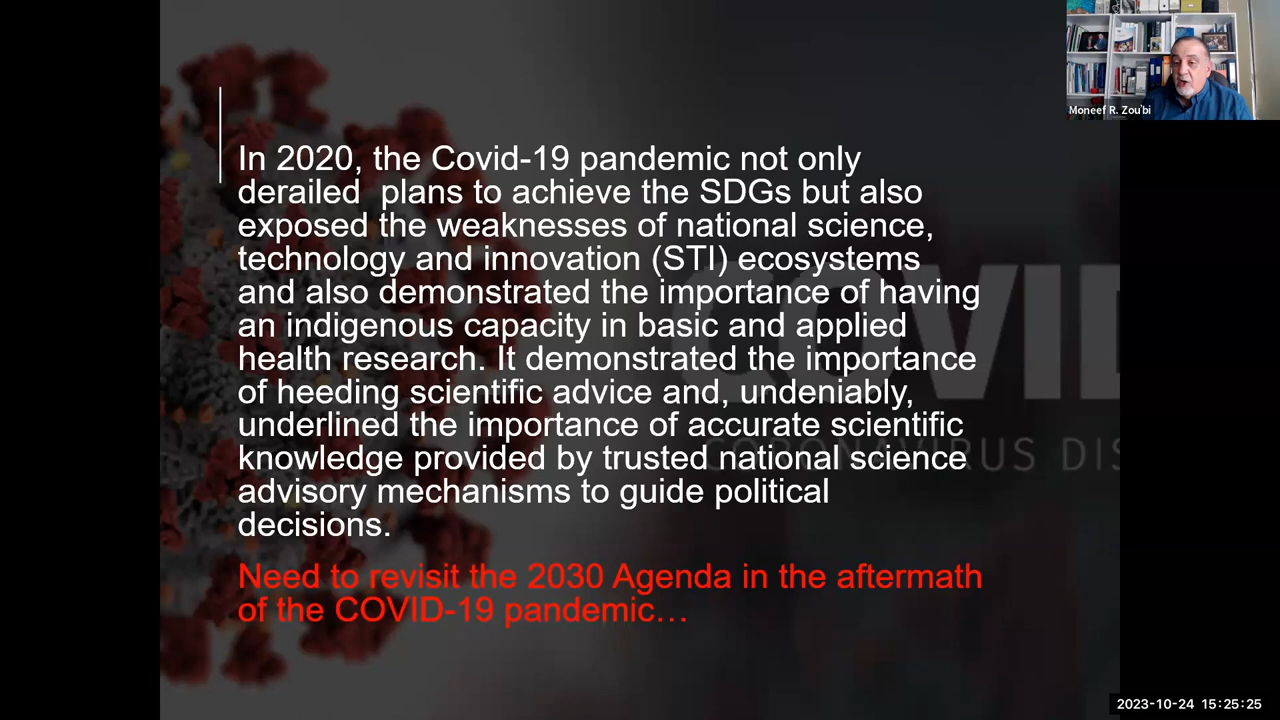 Moneef R. Zou'bi
In 2020, the Covid-19 pandemic not only
derailed  plans to achieve the SDGs but also
exposed the weaknesses of national science,
technology and innovation (STI) ecosystems
and also demonstrated the importance of having
an indigenous capacity in basic and applied
health research. It demonstrated the importance
of heeding scientific advice and, undeniably,
underlined the importance of accurate scientific
knowledge provided by trusted national science
advisory mechanisms to guide political
decisions.
Need to revisit the 2030 Agenda in the aftermath
of the COVID-19 pandemic…
2023-10-24 15:25:25